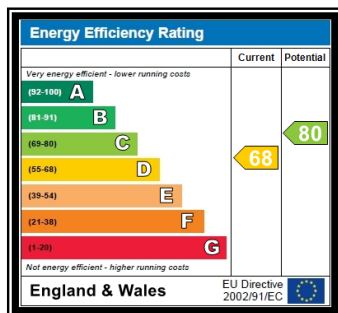 Energy Efficiency Rating
Current Potential
Very energy efficient - lower running costs
(92-100) A
(81-91) B
(69-80) C
80
(55-68) D
68
(39-54) E
(21-38) F
(1-20) G
Not energy efficient - higher running costs
England & Wales
EU Directive
2002/91/EC